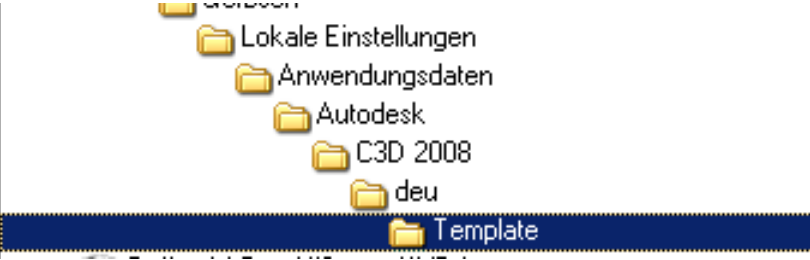 Lokale Einstellungen
Anwendungsdaten
Autodesk
C3D 2008
deu
Template